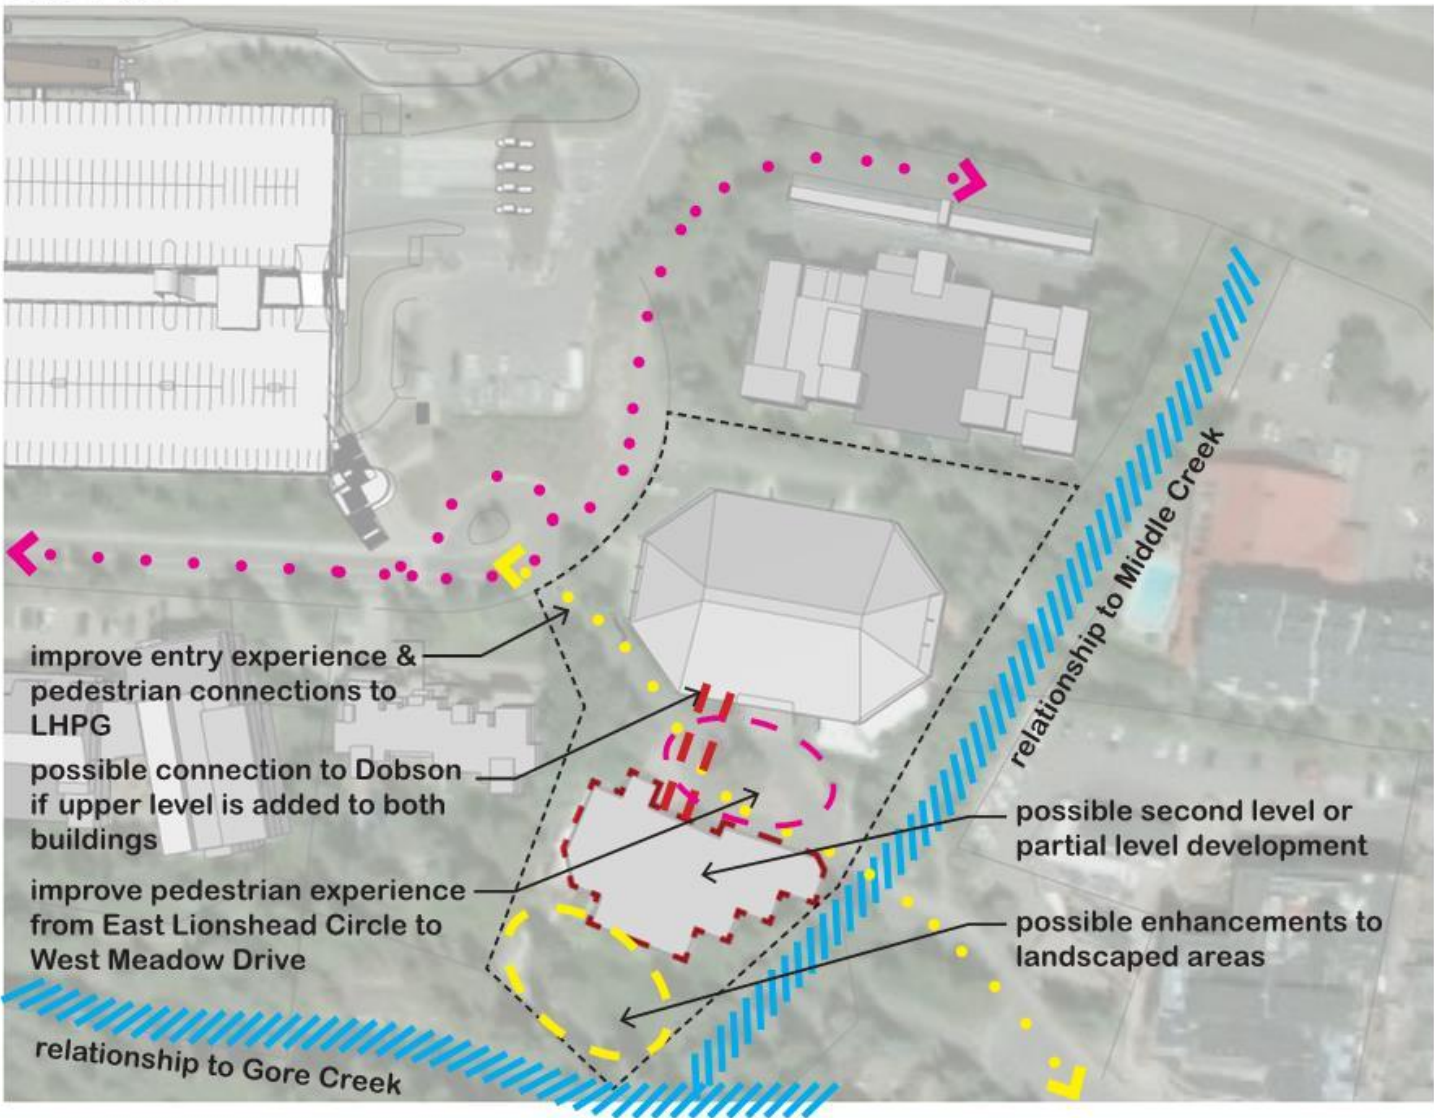 improve entry experience &
pedestrian connections to
LHPG
possible connection to Dobson
if upper level is added to both
buildings
improve pedestrian experience
from East Lionshead Circle to
West Meadow Drive
relationship to Gore Creek
relationship to Middle Creek
possible second level or
partial level development
possible enhancements to
landscaped areas